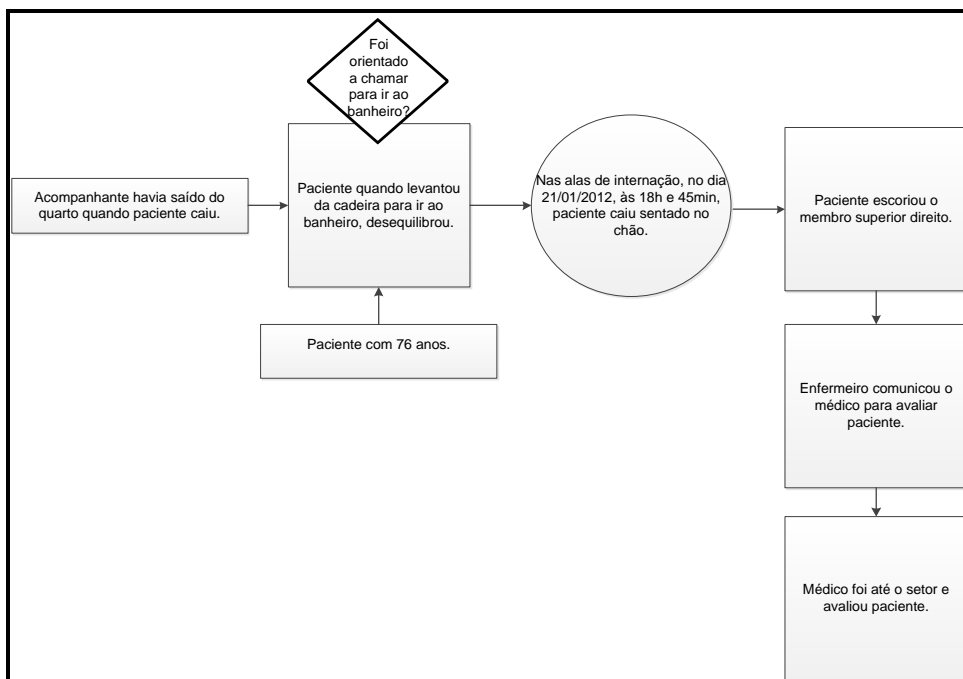 Foi
orientado
a chamar
para ir ao
banheiro?
Acompanhante havia saído do
quarto quando paciente caiu.
Paciente quando levantou
da cadeira para ir ao
banheiro, desequilibrou.
Paciente com 76 anos.
Nas alas de internação, no dia
21/01/2012, às 18h e 45min,
paciente caiu sentado no
chão.
Paciente escoriou o
membro superior direito.
Enfermeiro comunicou o
médico para avaliar
paciente.
Médico foi até o setor e
avaliou paciente.